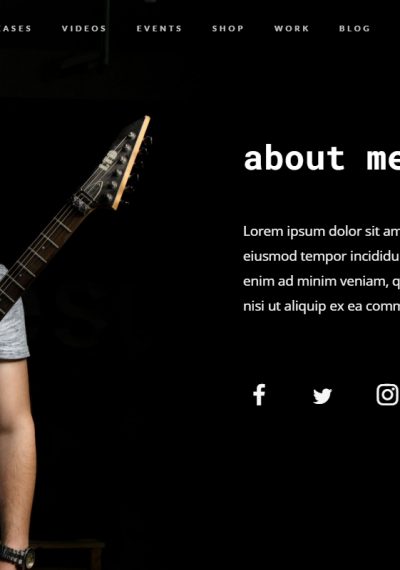 EASES VIDEOS EVENTS SHOP WORK BLOG
about me
Lorem ipsum dolor sit am
eiusmod tempor incididu
enim ad minim veniam, q
nisi ut aliquip ex ea comm